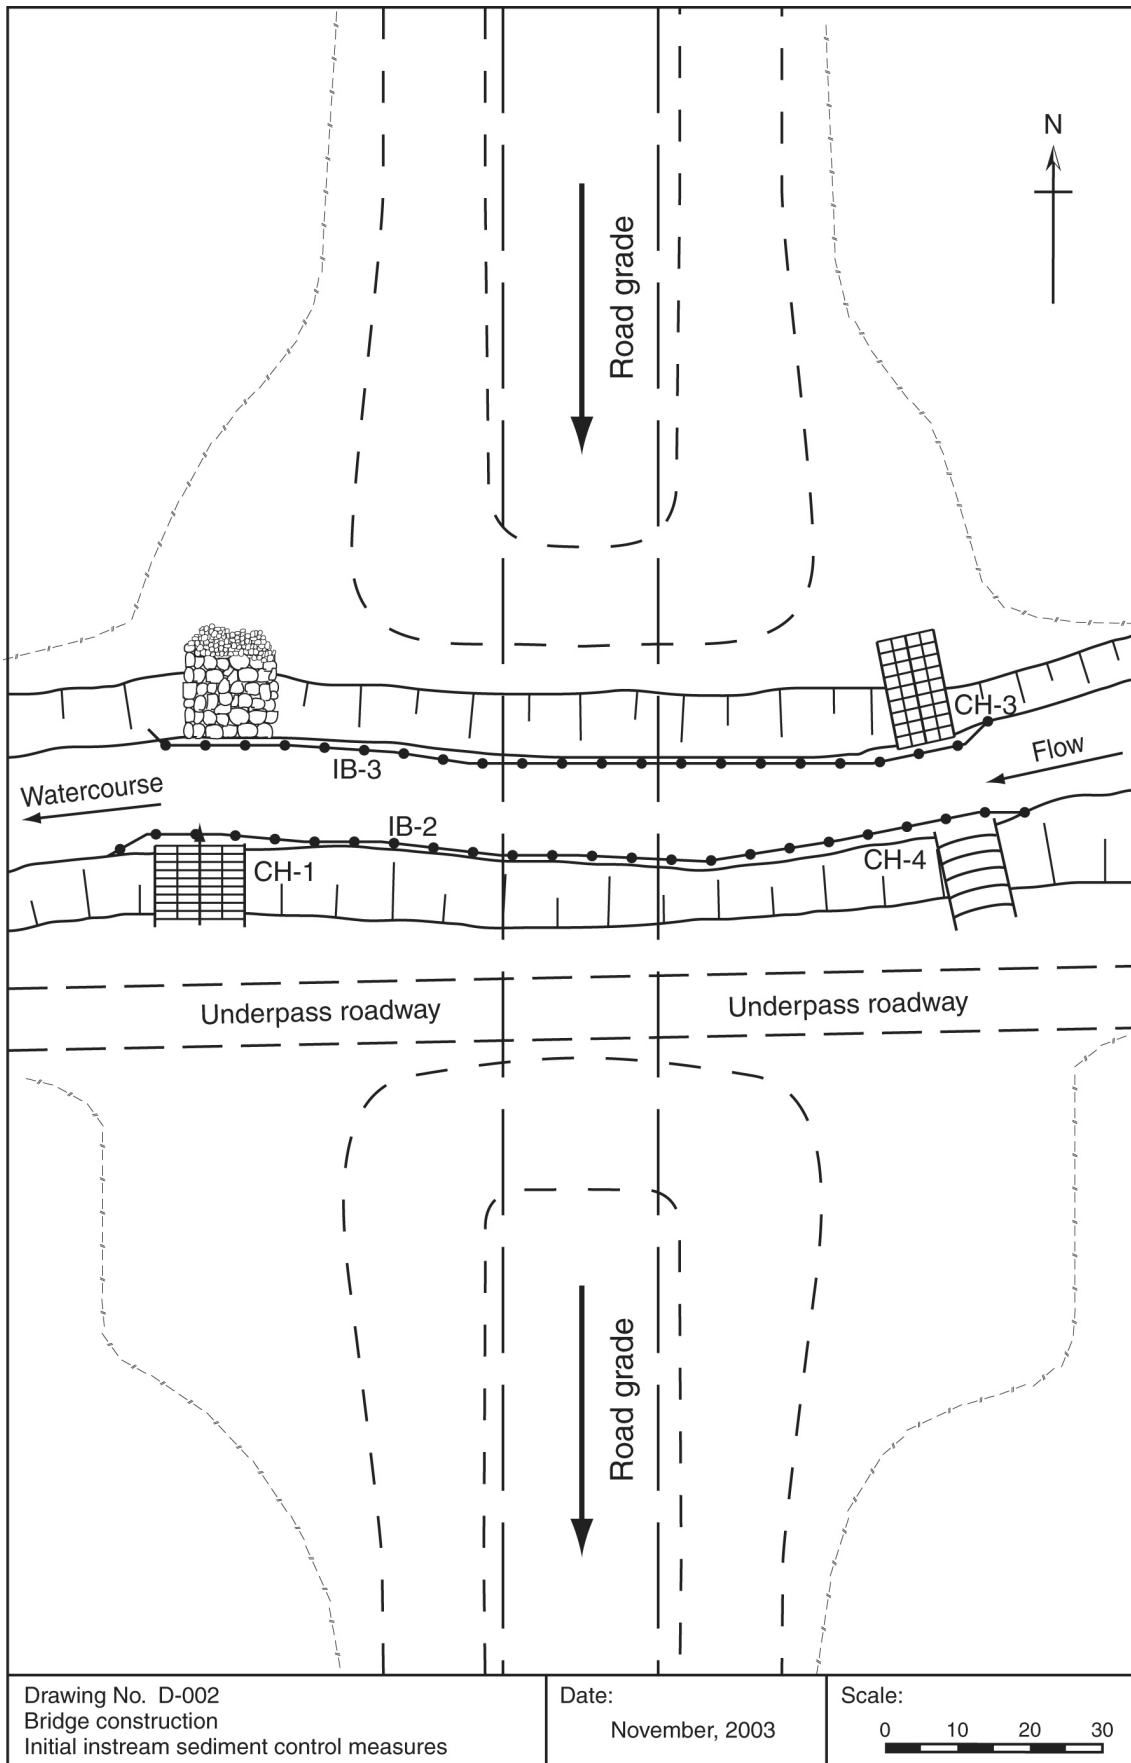 N
Road grade
CH-3
Flow
IB-3
Watercourse
IB-2
CH-1
CH-4
Underpass roadway
Underpass roadway
Road grade
Drawing No. D-002
Bridge construction
Initial instream sediment control measures
Date:
November, 2003
Scale:
0 10 20 30